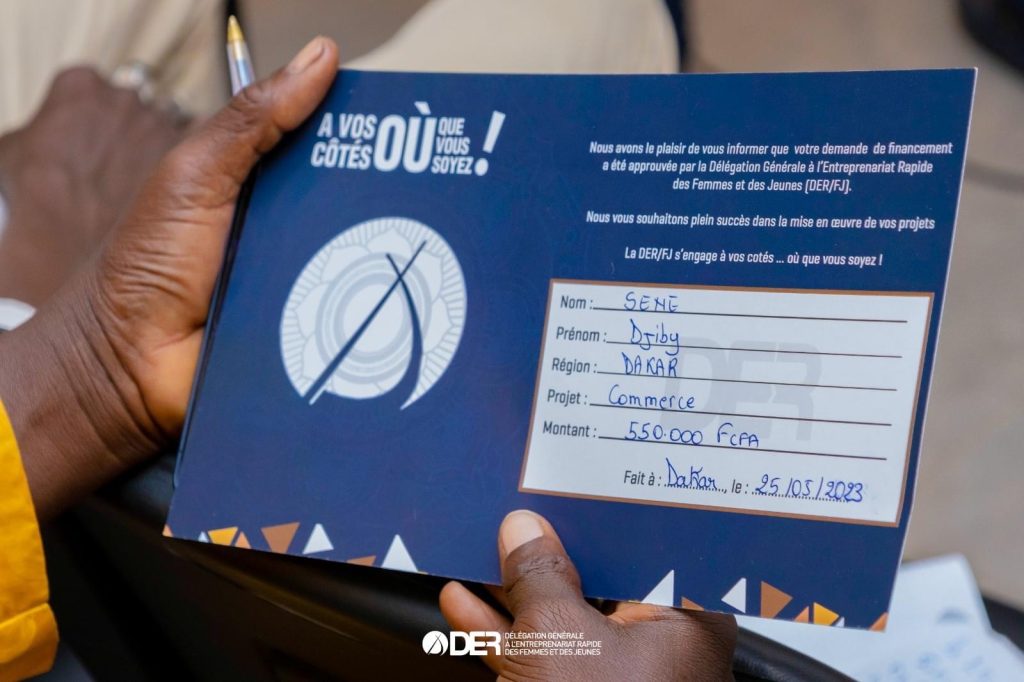 A VOS CÔTÉS OÙ QUE VOUS SOYEZ !
Nous avons le plaisir de vous informer que votre demande de financement
a été approuvée par la Délégation Générale à l'Entreprenariat Rapide
des Femmes et des Jeunes (DER/FJ).
Nous vous souhaitons plein succès dans la mise en œuvre de vos projets
La DER/FJ s'engage à vos cotés ... où que vous soyez !
Nom : SENE
Prénom : Djiby
Région : DAKAR
Projet : Commerce
Montant : 550.000 FCFA
Fait à : Dakar, le : 25/05/2023
DER
DÉLÉGATION GÉNÉRALE
À L'ENTREPRENARIAT RAPIDE
DES FEMMES ET DES JEUNES